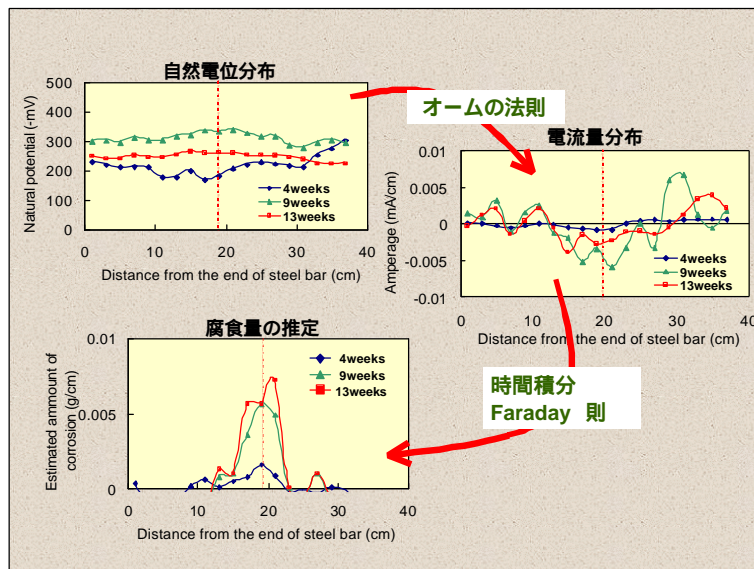 自然電位分布
500
400
300
200
100
0
Natural potential (-mV)
4weeks
9weeks
13weeks
0 10 20 30 40
Distance from the end of steel bar (cm)
オームの法則
電流量分布
0.01
0.005
0
-0.005
-0.01
Amperage (mA/cm)
4weeks
9weeks
13weeks
0 10 20 30 40
Distance from the end of steel bar (cm)
腐食量の推定
0.01
0.005
0
Estimated ammount of
corrosion (g/cm)
4weeks
9weeks
13weeks
0 10 20 30 40
Distance from the end of steel bar (cm)
時間積分
Faraday 則